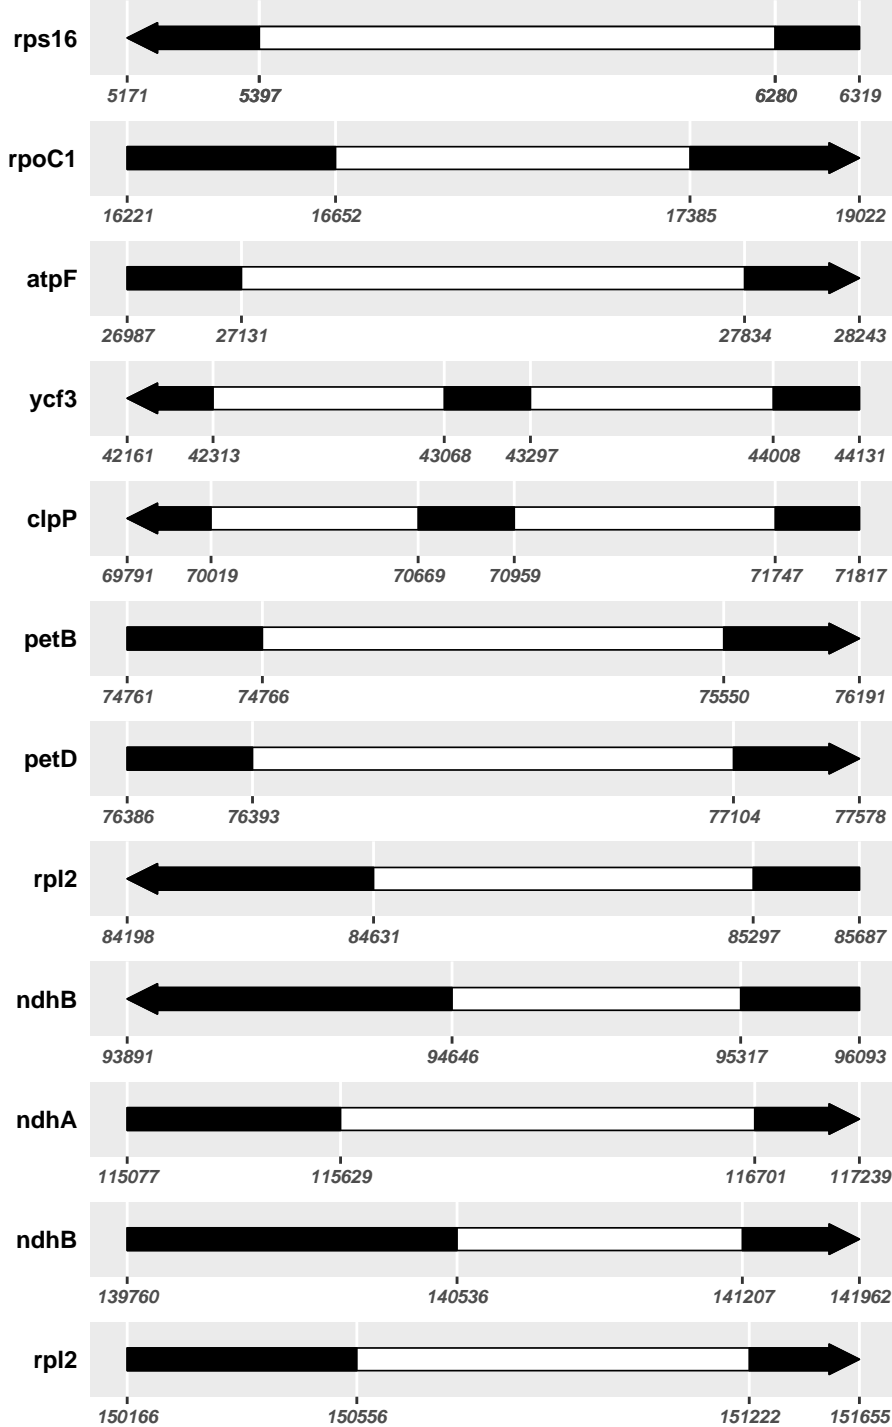 rps16
5171 5397 6280 6319
rpoC1
16221 16652 17385 19022
atpF
26987 27131 27834 28243
ycf3
42161 42313 43068 43297 44008 44131
clpP
69791 70019 70669 70959 71747 71817
petB
74761 74766 75550 76191
petD
76386 76393 77104 77578
rpl2
84198 84631 85297 85687
ndhB
93891 94646 95317 96093
ndhA
115077 115629 116701 117239
ndhB
139760 140536 141207 141962
rpl2
150166 150556 151222 151655